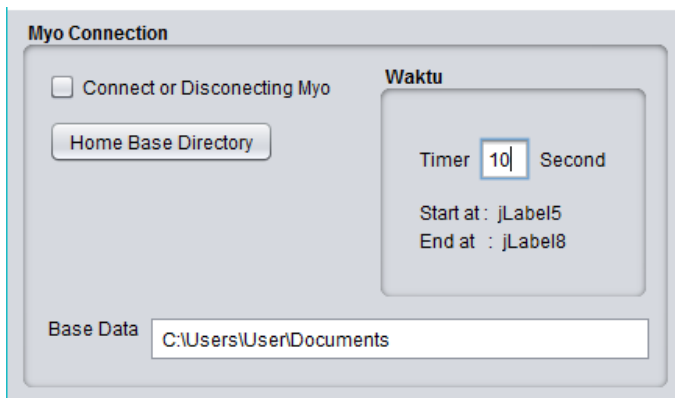 Myo Connection
Connect or Disconecting Myo
Home Base Directory
Waktu
Timer 10 Second
Start at : jLabel5
End at : jLabel8
Base Data C:\Users\User\Documents